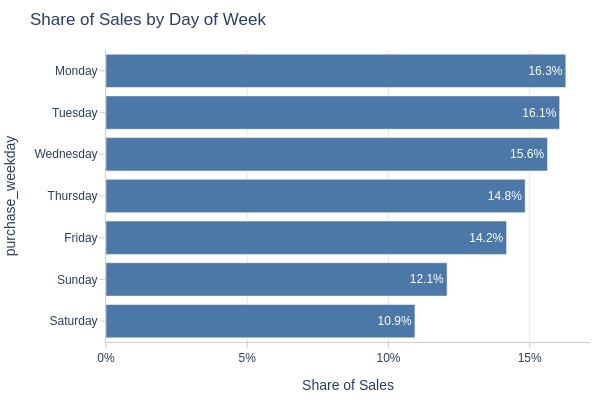 Share of Sales by Day of Week
purchase_weekday
Monday 16.3%
Tuesday 16.1%
Wednesday 15.6%
Thursday 14.8%
Friday 14.2%
Sunday 12.1%
Saturday 10.9%
0% 5% 10% 15%
Share of Sales